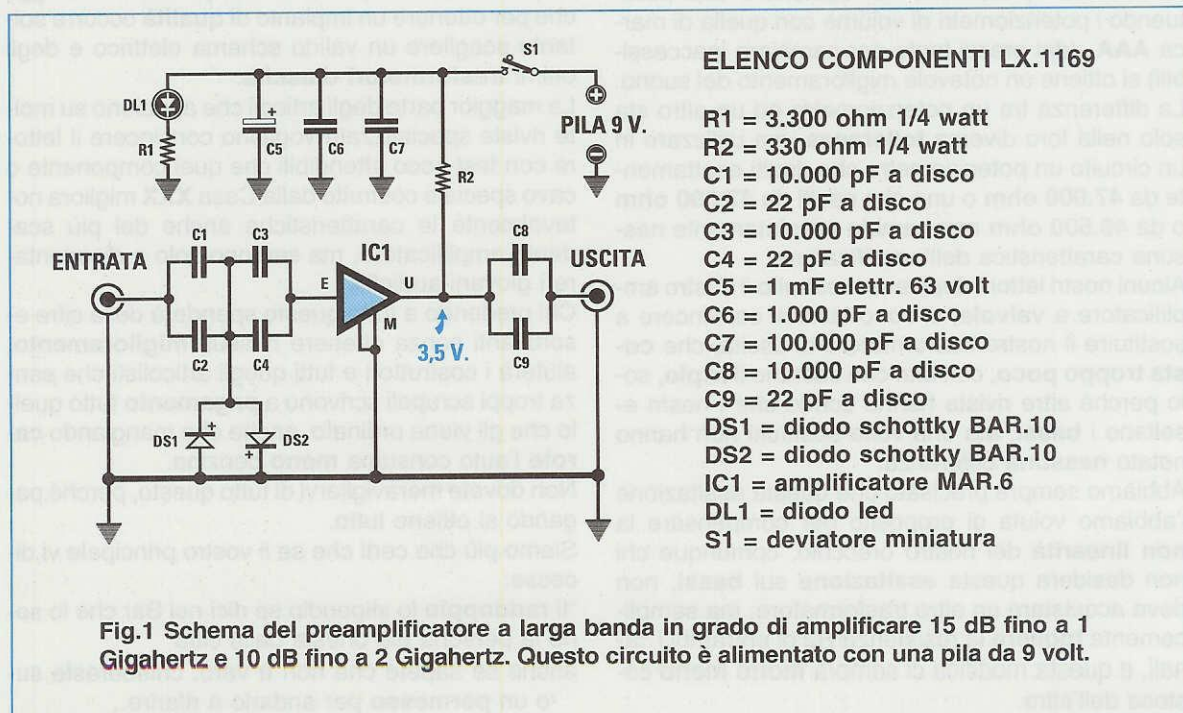 S1
DL1
R1
C5
C6
C7
R2
PILA 9 V.
ENTRATA
C1
C3
C2
C4
IC1
E
U
M
3,5 V.
C8
C9
USCITA
DS1
DS2
ELENCO COMPONENTI LX.1169
R1 = 3.300 ohm 1/4 watt
R2 = 330 ohm 1/4 watt
C1 = 10.000 pF a disco
C2 = 22 pF a disco
C3 = 10.000 pF a disco
C4 = 22 pF a disco
C5 = 1 mF elettr. 63 volt
C6 = 1.000 pF a disco
C7 = 100.000 pF a disco
C8 = 10.000 pF a disco
C9 = 22 pF a disco
DS1 = diodo schottky BAR.10
DS2 = diodo schottky BAR.10
IC1 = amplificatore MAR.6
DL1 = diodo led
S1 = deviatore miniatura
Fig.1 Schema del preamplificatore a larga banda in grado di amplificare 15 dB fino a 1
Gigahertz e 10 dB fino a 2 Gigahertz. Questo circuito è alimentato con una pila da 9 volt.